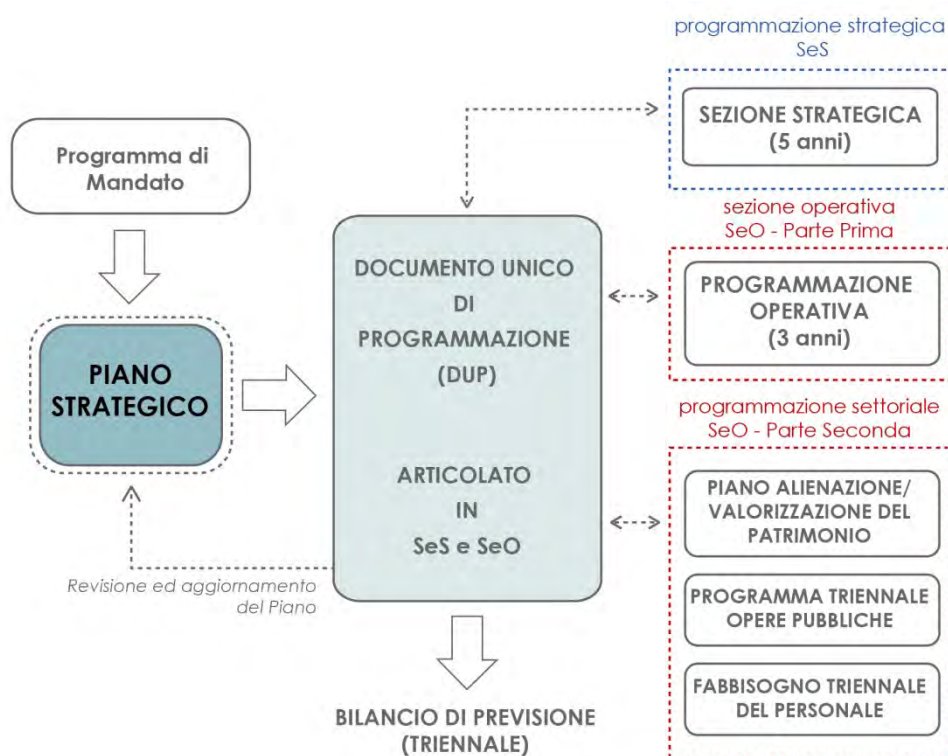 programmazione strategica
SeS
SEZIONE STRATEGICA
(5 anni)
Programma di
Mandato
sezione operativa
SeO - Parte Prima
PROGRAMMAZIONE
OPERATIVA
(3 anni)
DOCUMENTO UNICO
DI
PROGRAMMAZIONE
(DUP)
ARTICOLATO
IN
SeS e SeO
PIANO
STRATEGICO
programmazione settoriale
SeO - Parte Seconda
PIANO ALIENAZIONE/
VALORIZZAZIONE DEL
PATRIMONIO
PROGRAMMA TRIENNALE
OPERE PUBBLICHE
FABBISOGNO TRIENNALE
DEL PERSONALE
Revisione ed aggiornamento
del Piano
BILANCIO DI PREVISIONE
(TRIENNALE)